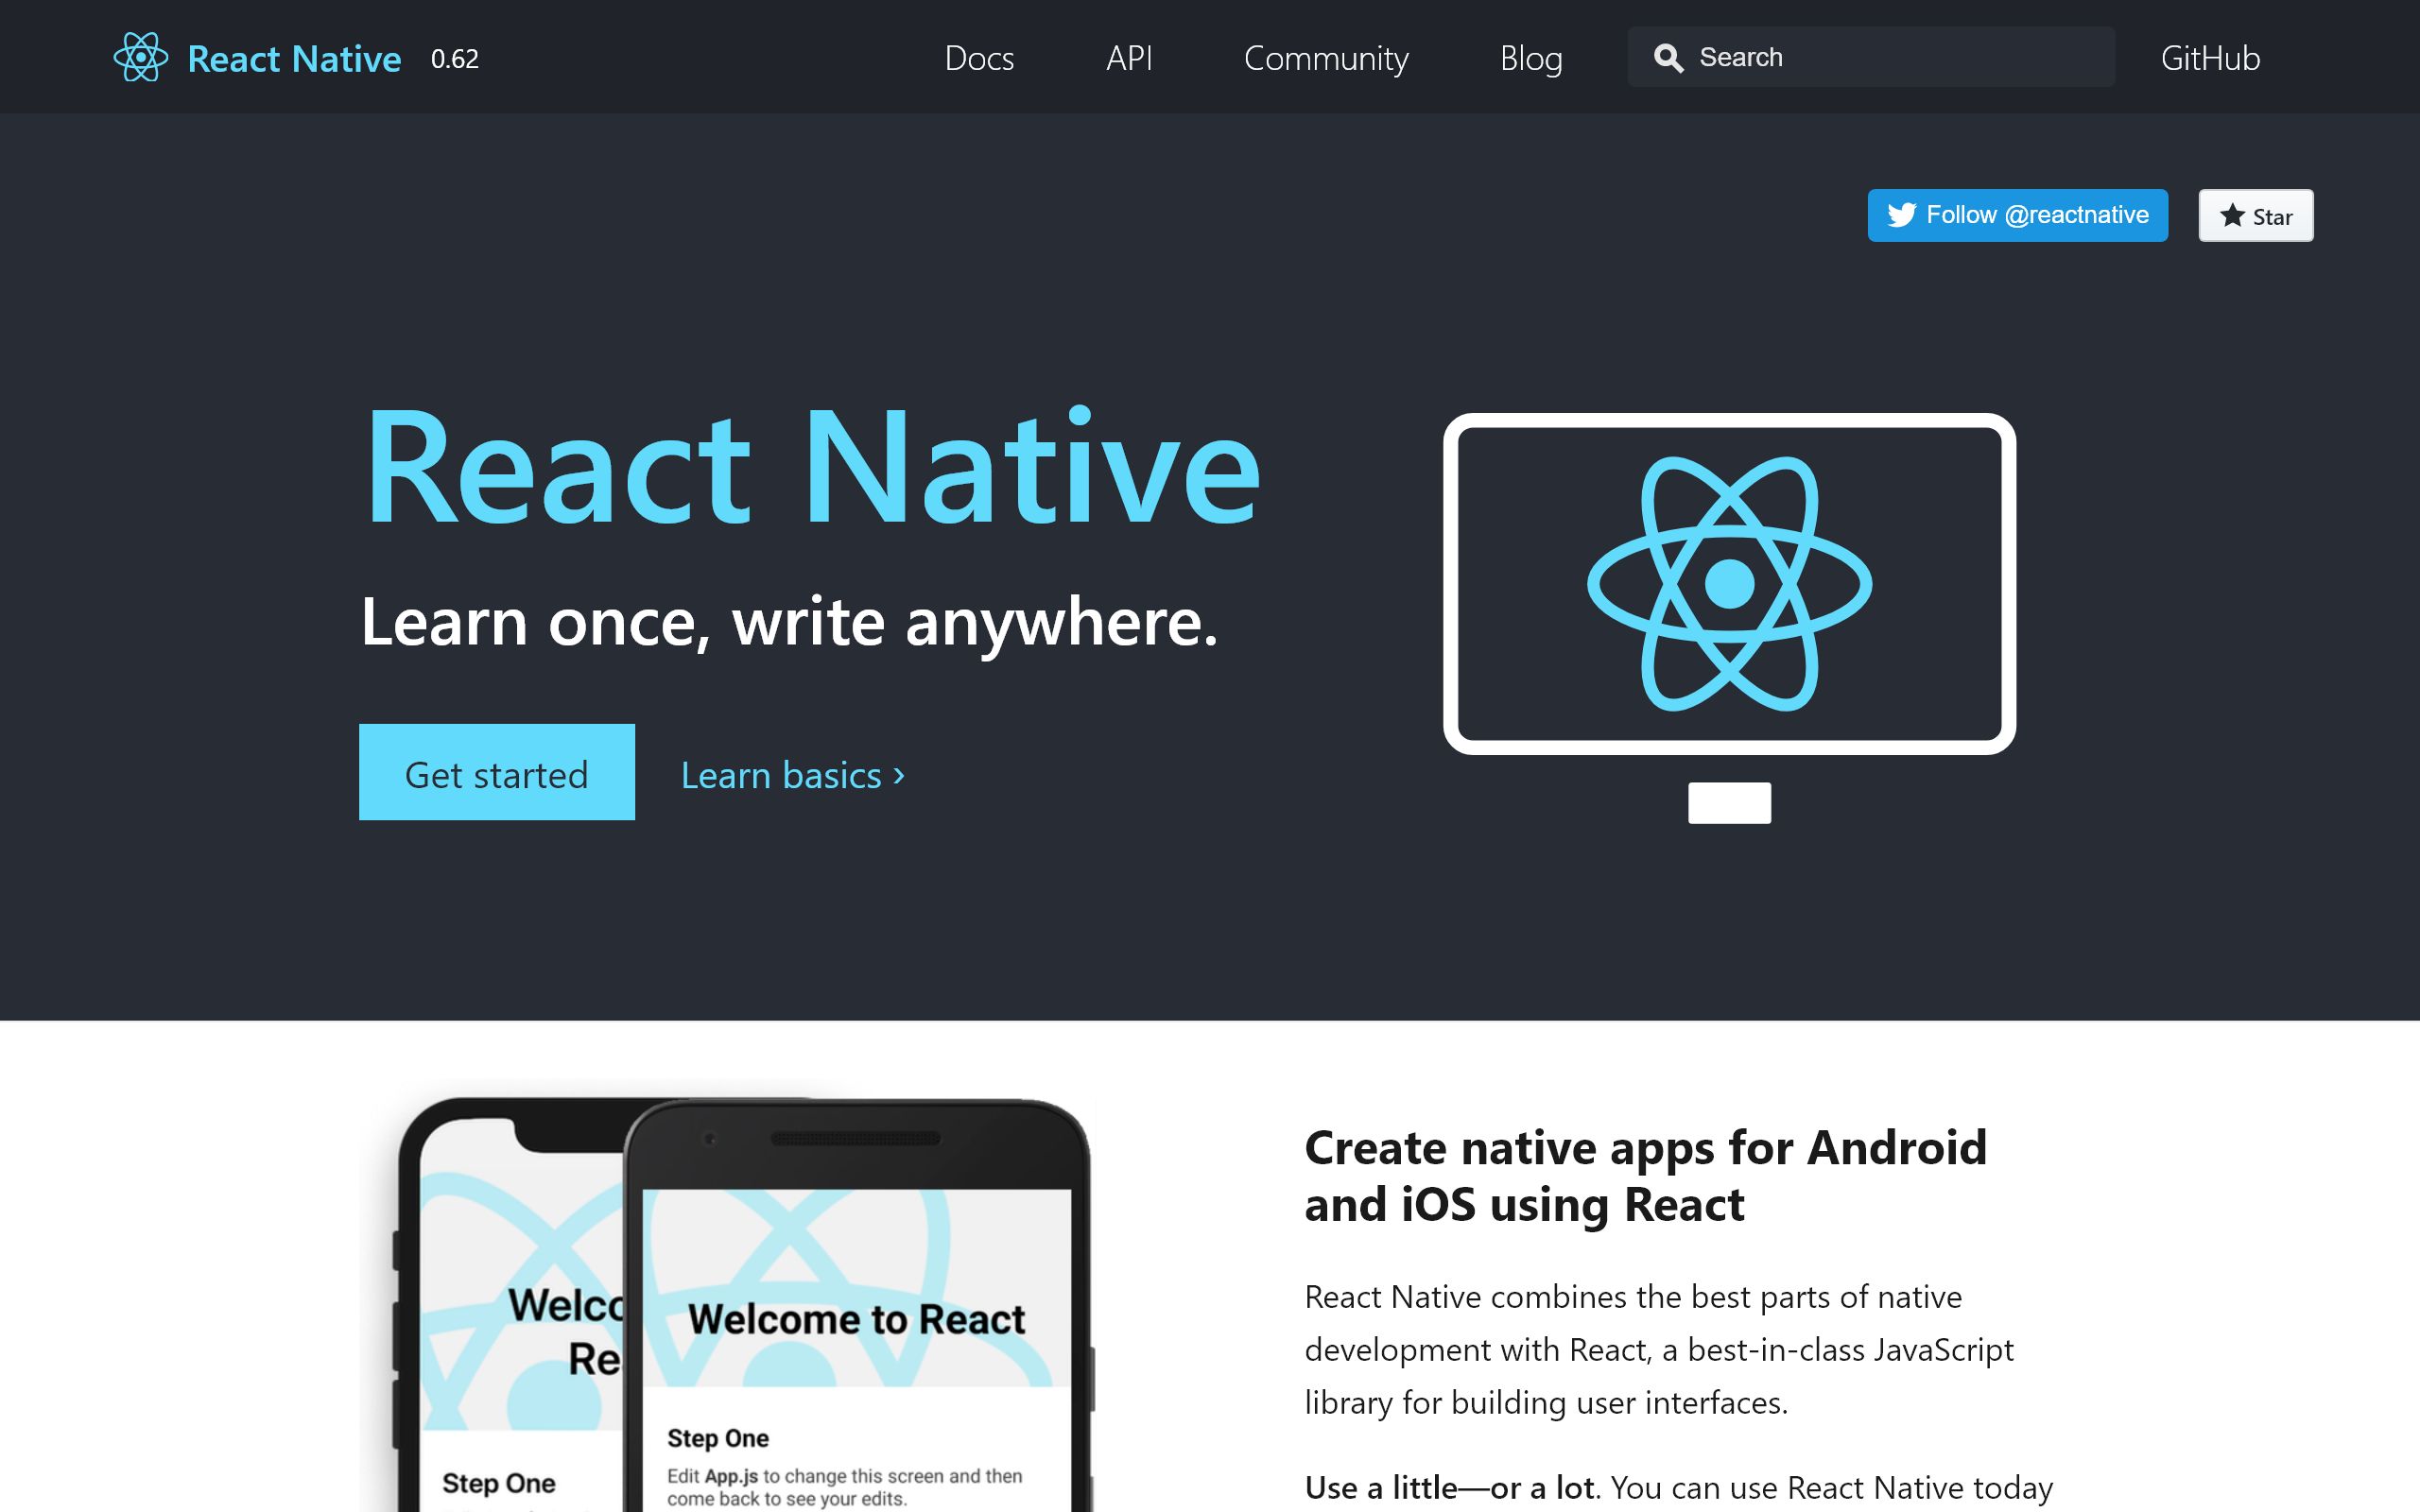 React Native 0.62 Docs API Community Blog Search GitHub
Follow @reactnative Star
React Native
Learn once, write anywhere.
Get started Learn basics ›
Welcome to React
Step One
Edit App.js to change this screen and then
come back to see your edits.
Step One
Create native apps for Android
and iOS using React
React Native combines the best parts of native
development with React, a best-in-class JavaScript
library for building user interfaces.
Use a little—or a lot. You can use React Native today